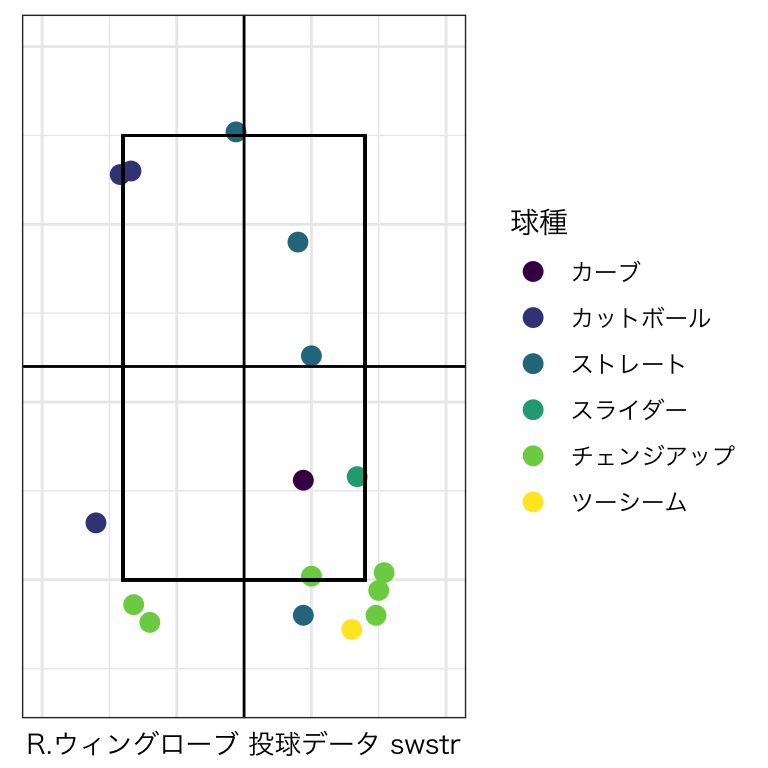 球種
カーブ
カットボール
ストレート
スライダー
チェンジアップ
ツーシーム
R.ウィングローブ 投球データ swstr